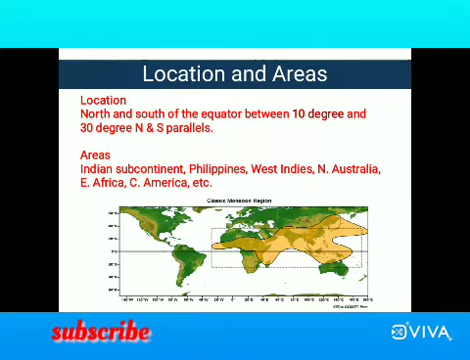 Location and Areas
Location
North and south of the equator between 10 degree and
30 degree N & S parallels.
Areas
Indian subcontinent, Philippines, West Indies, N. Australia,
E. Africa, C. America, etc.
Classic Monsoon Region
subscribe
VIVA